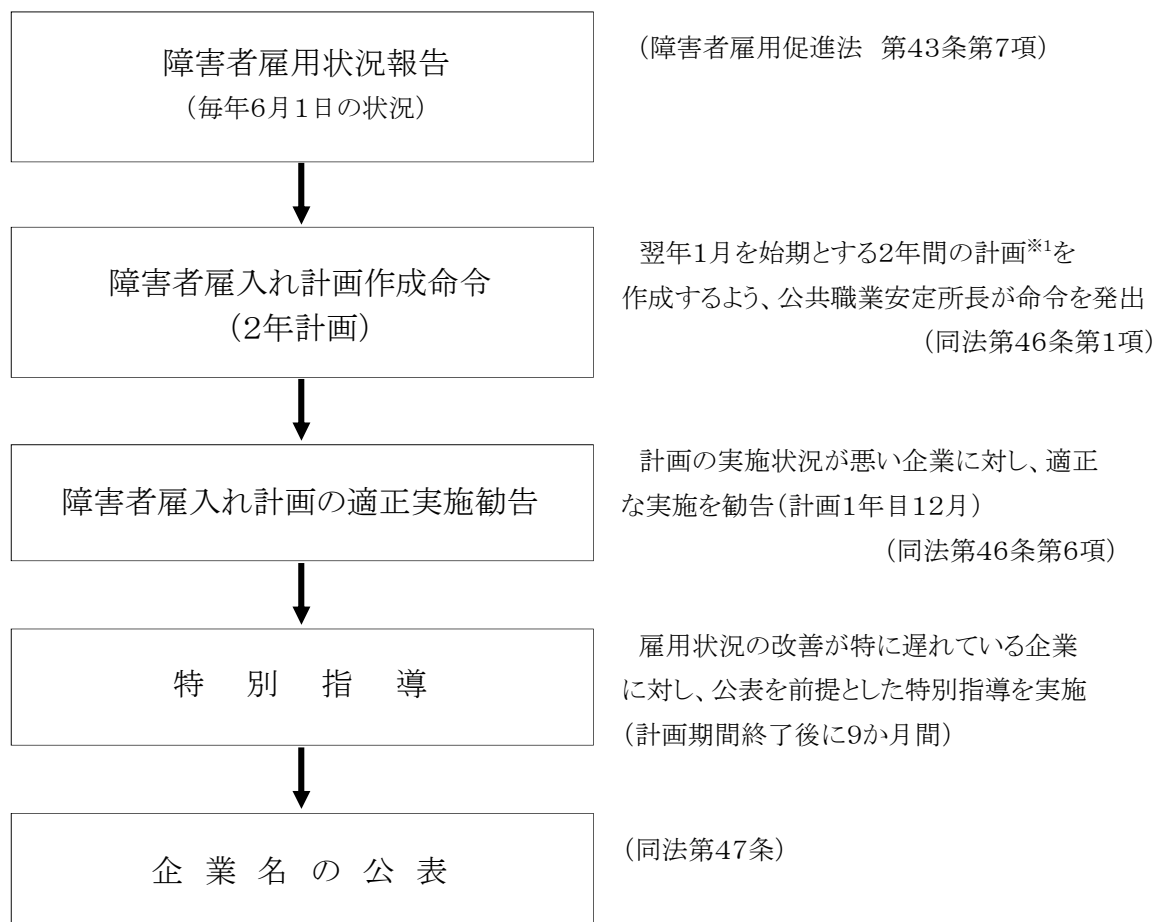 障害者雇用状況報告
（毎年６月１日の状況）
（障害者雇用促進法　第４３条第７項）
障害者雇入れ計画作成命令
（２年計画）
翌年１月を始期とする２年間の計画※1を
作成するよう、公共職業安定所長が命令を発出
（同法第４６条第１項）
障害者雇入れ計画の適正実施勧告
計画の実施状況が悪い企業に対し、適正
な実施を勧告（計画１年目１２月）
（同法第４６条第６項）
特　別　指　導
雇用状況の改善が特に遅れている企業
に対し、公表を前提とした特別指導を実施
（計画期間終了後に９か月間）
企 業 名 の 公 表
（同法第４７条）